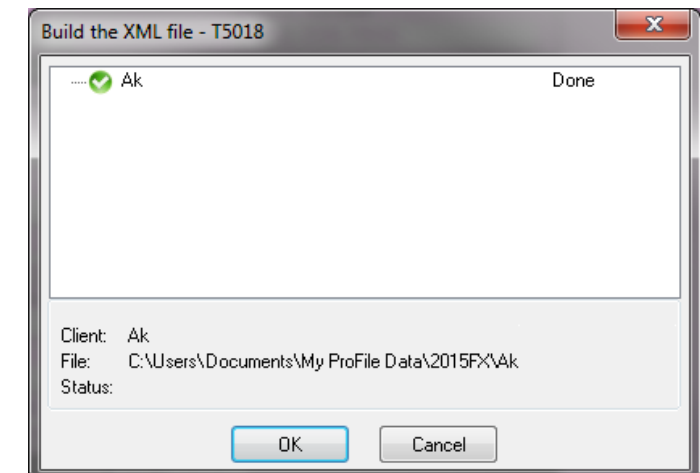 Build the XML file - T5018
Ak Done
Client: Ak
File: C:\Users\Documents\My ProFile Data\2015FX\Ak
Status:
OK Cancel